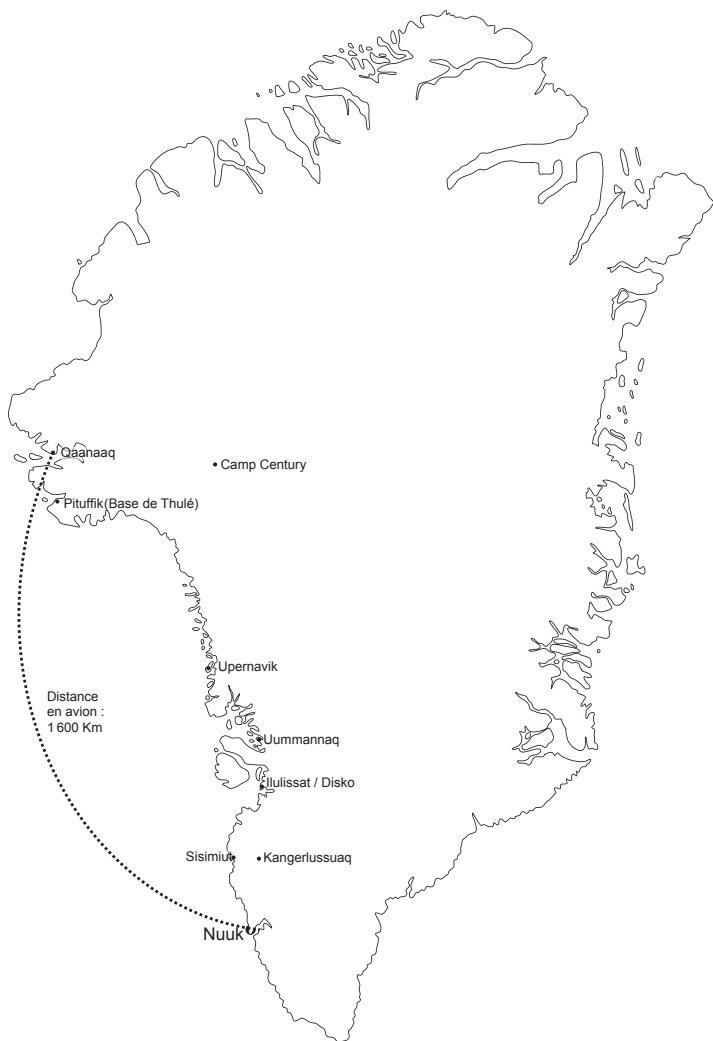 Qaanaaq
Camp Century
Pituffik(Base de Thulé)
Upernavik
Distance
en avion :
1 600 Km
Uummannaq
Ilulissat / Disko
Sisimiut
Kangerlussuaq
Nuuk